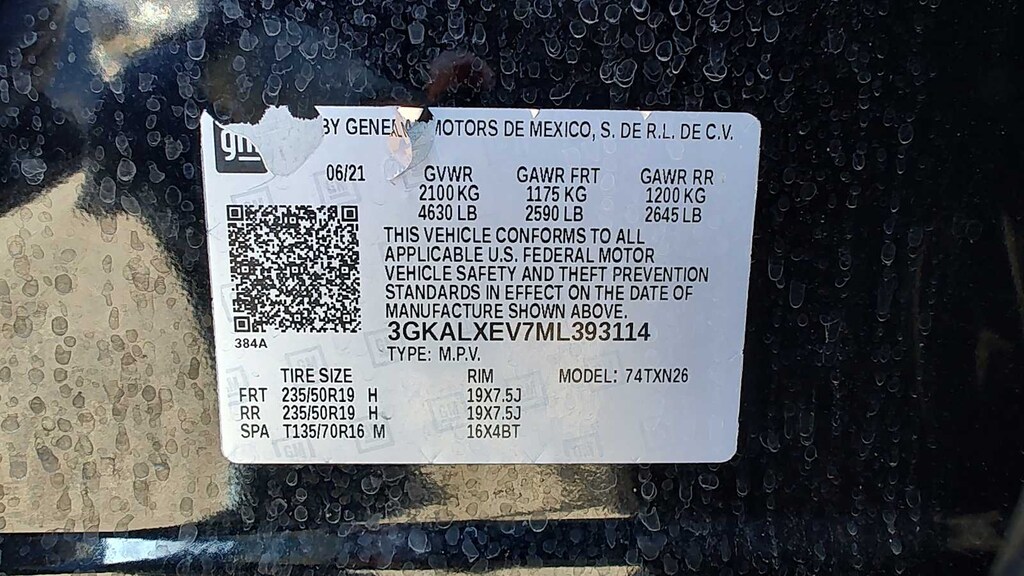 gm
BY GENERAL MOTORS DE MEXICO, S. DE R.L. DE C.V.
06/21 GVWR GAWR FRT GAWR RR
2100 KG 1175 KG 1200 KG
4630 LB 2590 LB 2645 LB
THIS VEHICLE CONFORMS TO ALL
APPLICABLE U.S. FEDERAL MOTOR
VEHICLE SAFETY AND THEFT PREVENTION
STANDARDS IN EFFECT ON THE DATE OF
MANUFACTURE SHOWN ABOVE.
3GKALXEV7ML393114
384A
TYPE: M.P.V.
TIRE SIZE RIM MODEL: 74TXN26
FRT 235/50R19 H 19X7.5J
RR 235/50R19 H 19X7.5J
SPA T135/70R16 M 16X4BT